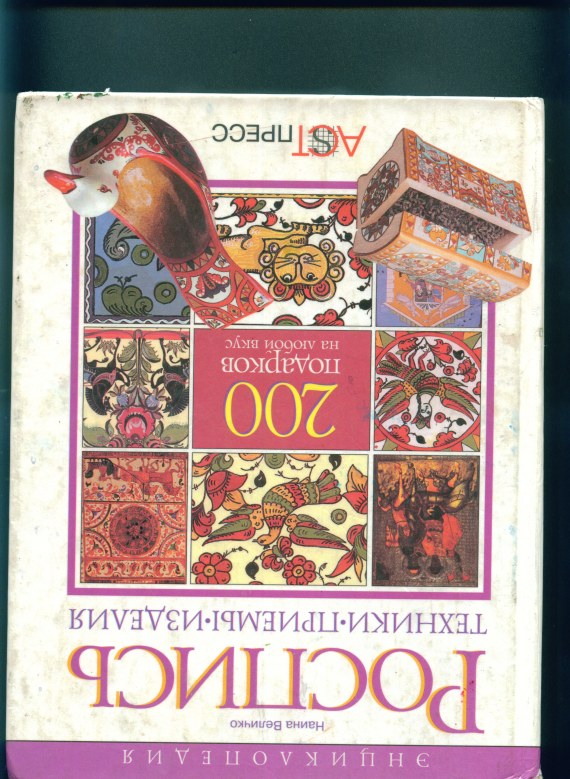 ЭНЦИКЛОПЕДИЯ
Наина Величко
РОСПИСЬ
ТЕХНИКИ•ПРИЕМЫ•ИЗДЕЛИЯ
200
ПОДАРКОВ
НА ЛЮБОЙ ВКУС
АСТ ПРЕСС